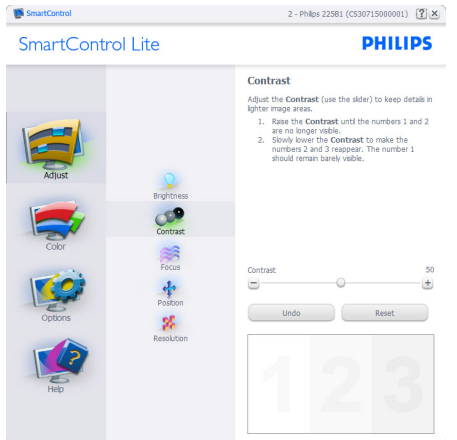 SmartControl
2 - Philips 225B1 (CS30715000001) ? x
SmartControl Lite
PHILIPS
Adjust
Color
Options
Help
Brightness
Contrast
Focus
Position
Resolution
Contrast
Adjust the Contrast (use the slider) to keep details in
lighter image areas.
1. Raise the Contrast until the numbers 1 and 2
are no longer visible.
2. Slowly lower the Contrast to make the
numbers 2 and 3 reappear. The number 1
should remain barely visible.
Contrast 50
Undo Reset
1 2 3